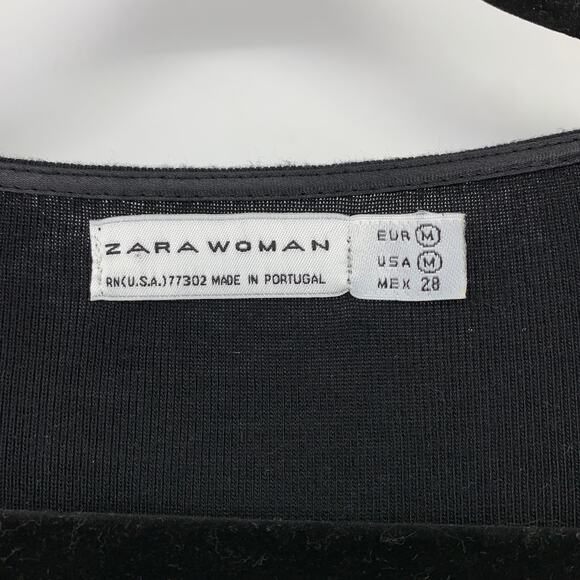 ZARA WOMAN
RN(U.S.A.)77302 MADE IN PORTUGAL
EUR M
USA M
MEX 28